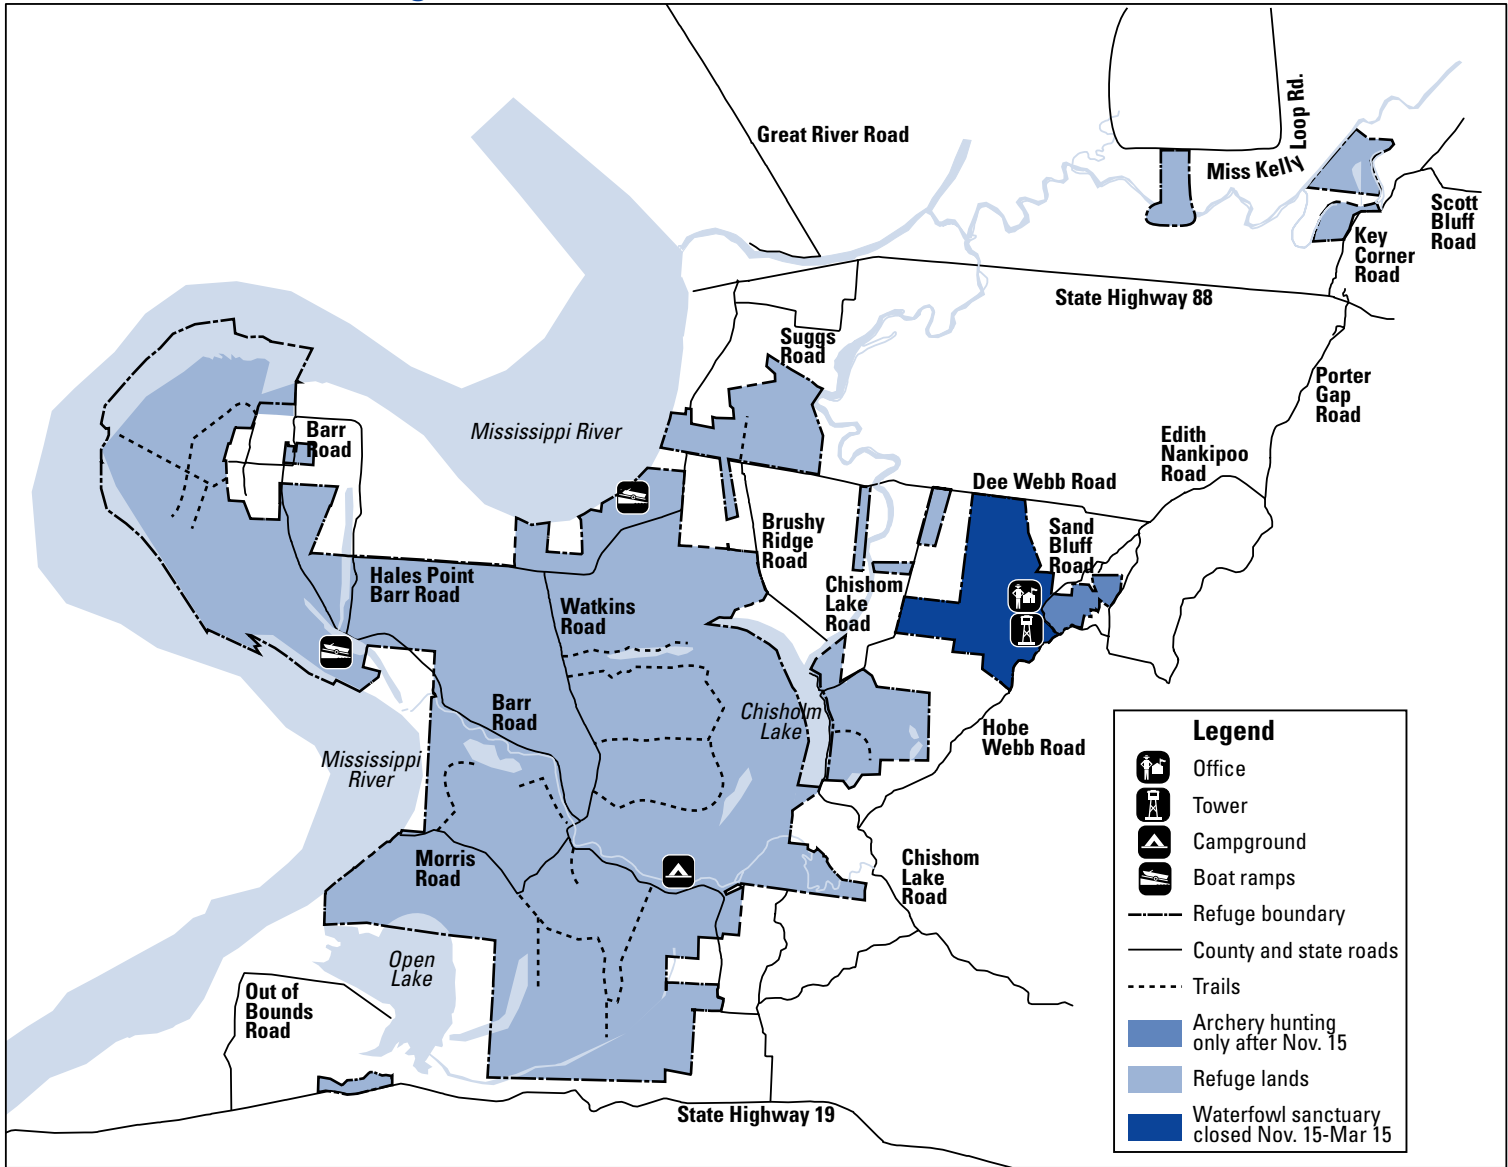 Great River Road
Loop Rd.
Miss Kelly
Scott
Bluff
Road
Key
Corner
Road
State Highway 88
Suggs
Road
Porter
Gap
Road
Mississippi River
Barr
Road
Edith
Nankipoo
Road
Dee Webb Road
Brushy
Ridge
Road
Sand
Bluff
Road
Hales Point
Barr Road
Watkins
Road
Chishom
Lake
Road
Barr
Road
Chisholm
Lake
Hobe
Webb Road
Mississippi
River
Morris
Road
Chishom
Lake
Road
Open
Lake
Out of
Bounds
Road
State Highway 19
Legend
Office
Tower
Campground
Boat ramps
Refuge boundary
County and state roads
Trails
Archery hunting
only after Nov. 15
Refuge lands
Waterfowl sanctuary
closed Nov. 15-Mar 15